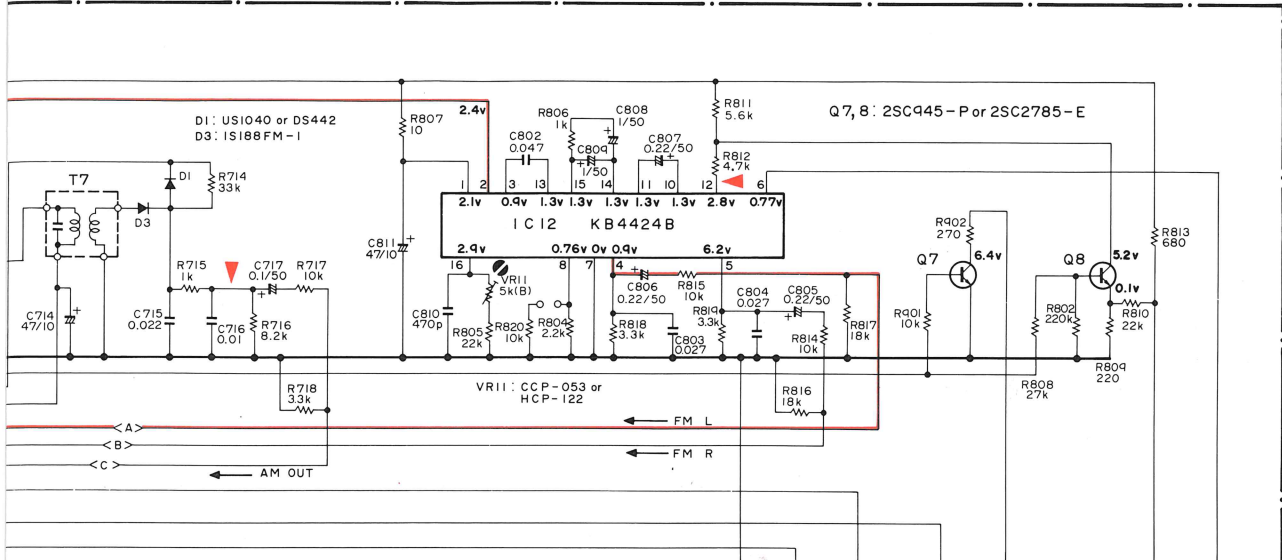 D1: US1040 or DS442
D3: IS188FM-1
Q7,8: 2SC945-P or 2SC2785-E
R807
10
2.4v
C802
0.047
R806
1k
C808
1/50
+
C809
+
1/50
C807
0.22/50
+
R811
5.6k
R812
4.7k
T7
D1
R714
33k
D3
1 2 3 13 15 14 11 10 12 6
2.1v 0.9v 1.3v 1.3v 1.3v 1.3v 1.3v 2.8v 0.77v
IC12 KB4424B
2.9v 0.76v 0v 0.9v 6.2v
16 8 7 4 5
C811
47/10
+
VR11
5k(B)
C810
470p
R805
22k
R820
10k
R804
2.2k
+
C806
0.22/50
R815
10k
R818
3.3k
C803
0.027
R819
3.3k
C804
0.027
C805
0.22/50
+
R814
10k
R817
18k
R816
18k
R902
270
Q7
6.4v
R901
10k
Q8
5.2v
0.1v
R802
220k
R810
22k
R813
680
R809
220
R808
27k
C714
47/10
+
R715
1k
C717
0.1/50
+
R717
10k
C715
0.022
C716
0.01
R716
8.2k
R718
3.3k
VR11: CCP-053 or
HCP-122
<A>
<B>
<C>
FM L
FM R
AM OUT